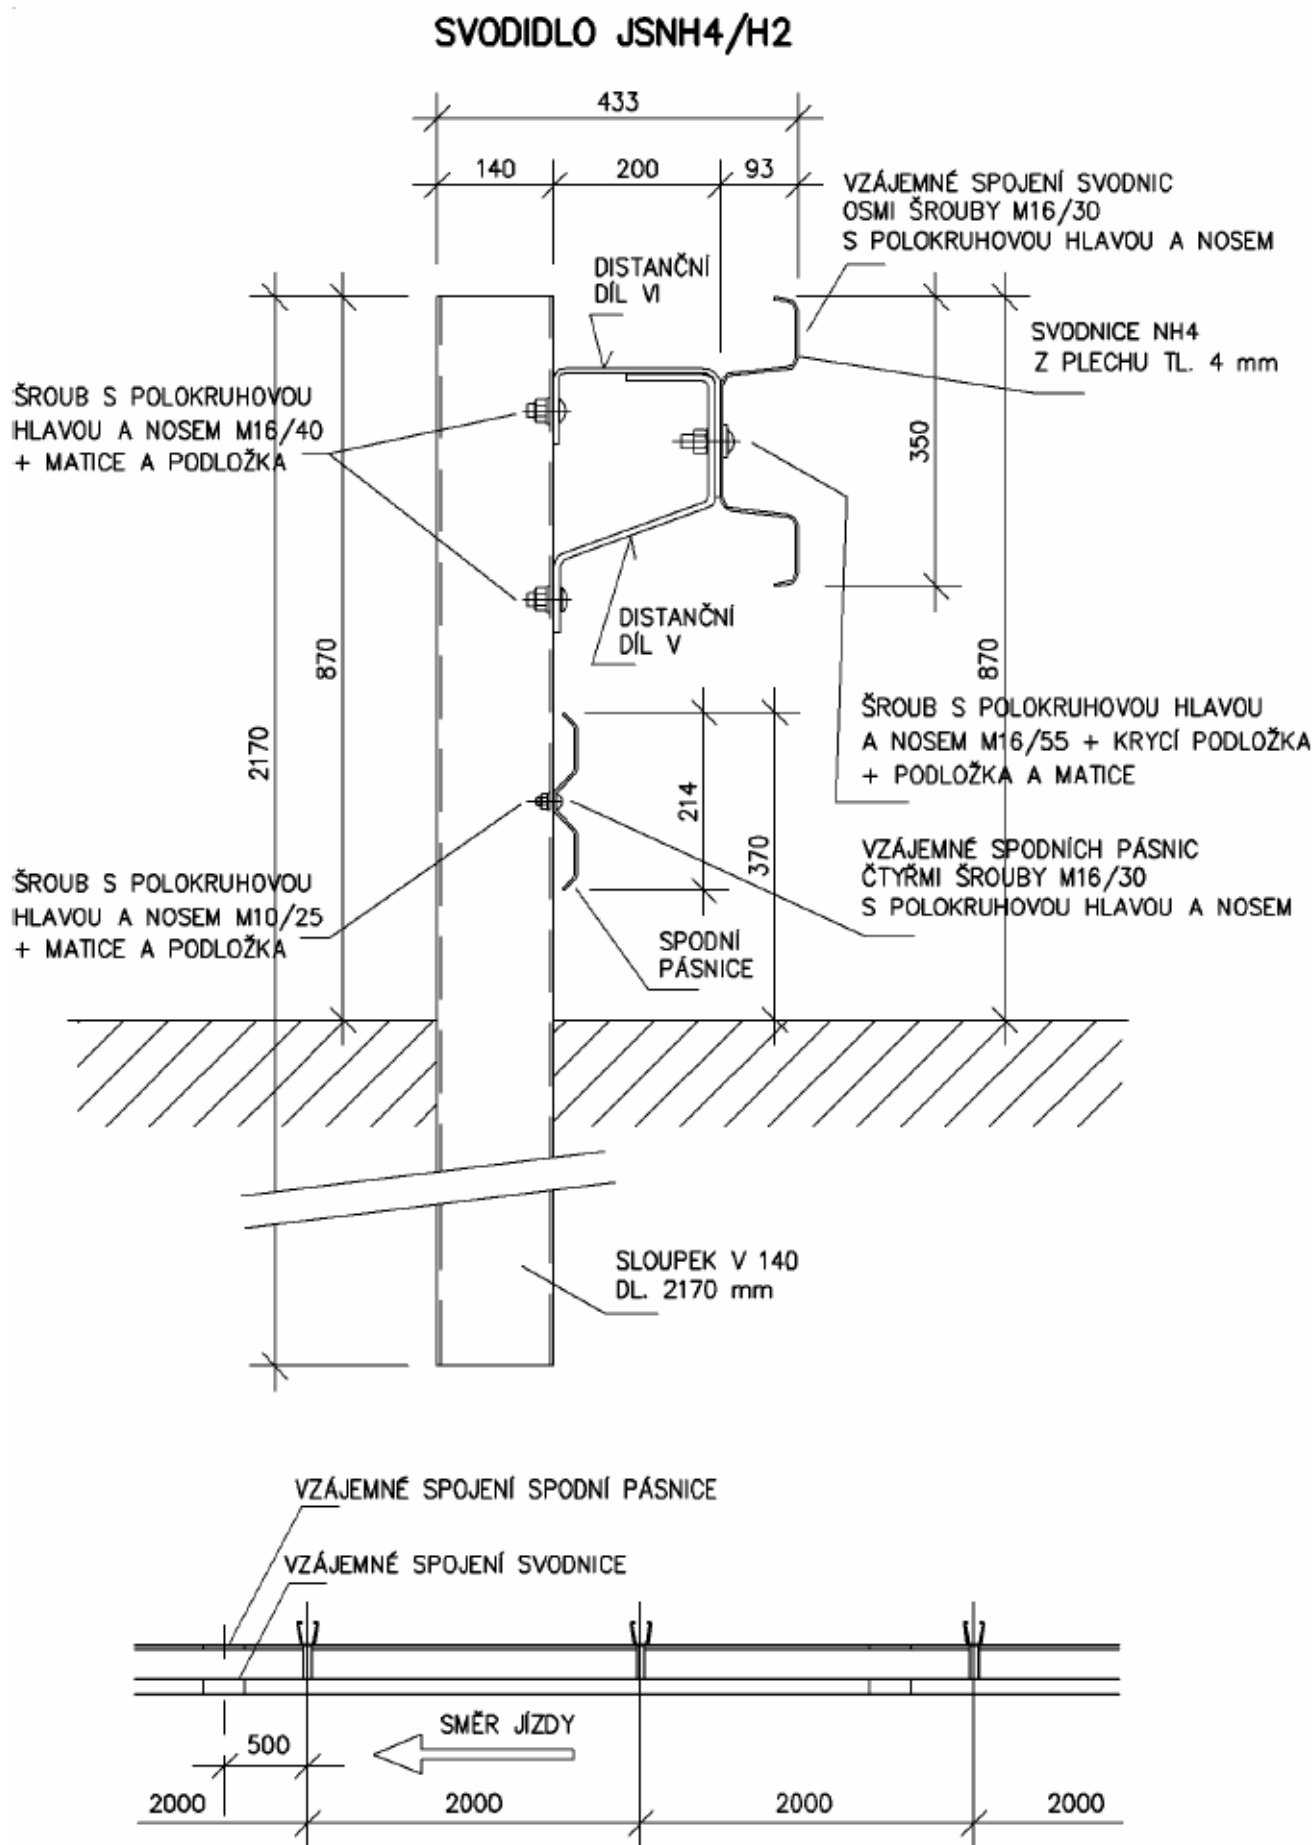 SVODIDLO JSNH4/H2
433
140
200
93
VZÁJEMNÉ SPOJENÍ SVODNIC
OSMI ŠROUBY M16/30
S POLOKRUHOVOU HLAVOU A NOSEM
DISTANČNÍ
DÍL VI
SVODNICE NH4
Z PLECHU TL. 4 mm
ŠROUB S POLOKRUHOVOU
HLAVOU A NOSEM M16/40
+ MATICE A PODLOŽKA
350
DISTANČNÍ
DÍL V
870
870
2170
ŠROUB S POLOKRUHOVOU HLAVOU
A NOSEM M16/55 + KRYCÍ PODLOŽKA
+ PODLOŽKA A MATICE
214
370
VZÁJEMNÉ SPODNÍCH PÁSNIC
ČTYŘMI ŠROUBY M16/30
S POLOKRUHOVOU HLAVOU A NOSEM
ŠROUB S POLOKRUHOVOU
HLAVOU A NOSEM M10/25
+ MATICE A PODLOŽKA
SPODNÍ
PÁSNICE
SLOUPEK V 140
DL. 2170 mm
VZÁJEMNÉ SPOJENÍ SPODNÍ PÁSNICE
VZÁJEMNÉ SPOJENÍ SVODNICE
SMĚR JÍZDY
500
2000
2000
2000
2000